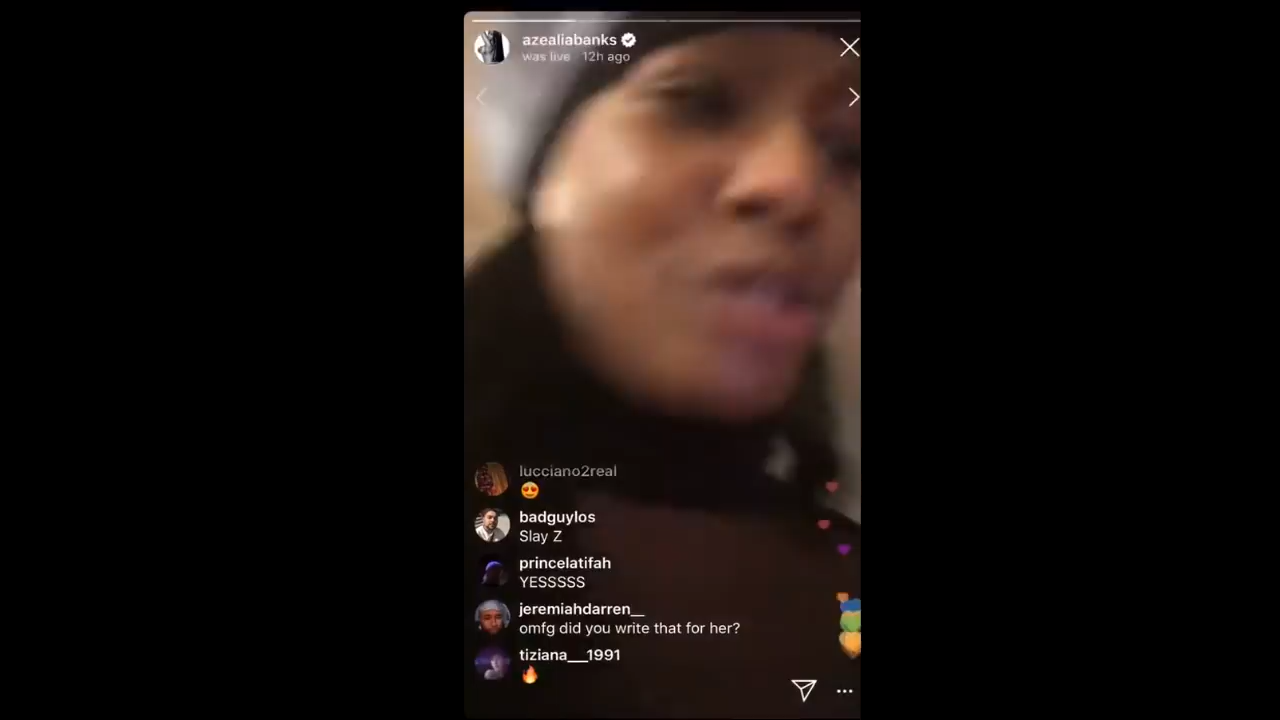 azealiabanks
was live 12h ago
lucciano2real
😍
badguylos
Slay Z
princelatifah
YESSSSS
jeremiahdarren__
omfg did you write that for her?
tiziana__1991
🔥